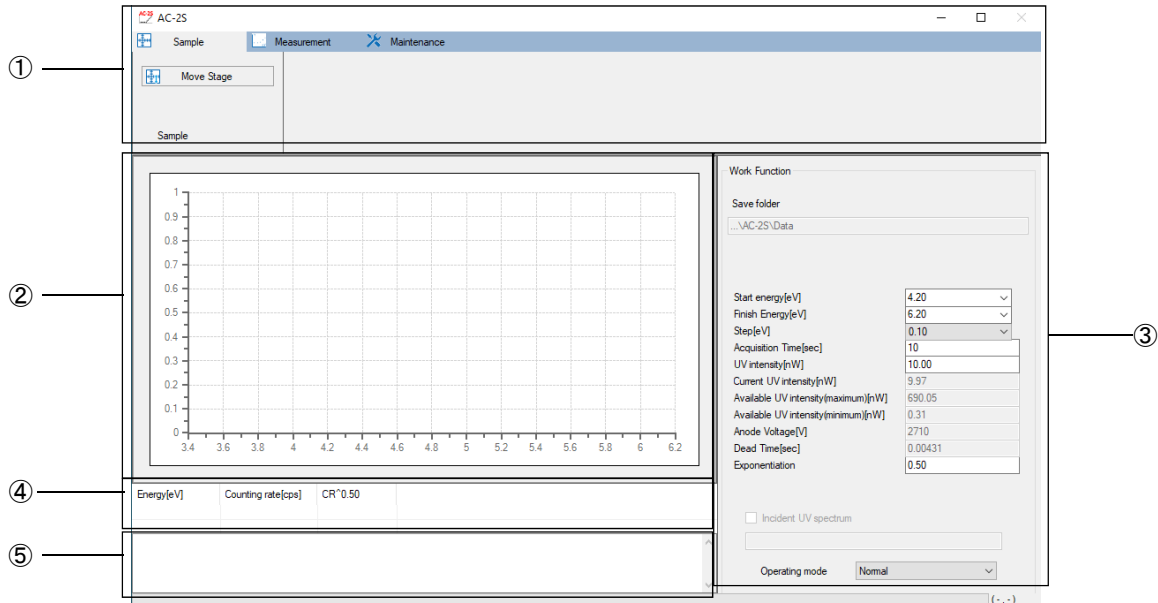 AC-2S
Sample Measurement Maintenance
①
Move Stage
Sample
②
1
0.9
0.8
0.7
0.6
0.5
0.4
0.3
0.2
0.1
0
3.4 3.6 3.8 4 4.2 4.4 4.6 4.8 5 5.2 5.4 5.6 5.8 6 6.2
Work Function
Save folder
...\AC-2S\Data
Start energy[eV] 4.20
Finish Energy[eV] 6.20
Step[eV] 0.10
Acquisition Time[sec] 10
UV intensity[nW] 10.00
Current UV intensity[nW] 9.97
Available UV intensity(maximum)[nW] 690.05
Available UV intensity(minimum)[nW] 0.31
Anode Voltage[V] 2710
Dead Time[sec] 0.00431
Exponentiation 0.50
Incident UV spectrum
Operating mode Normal
③
④
Energy[eV] Counting rate[cps] CR^0.50
⑤
( - , - )